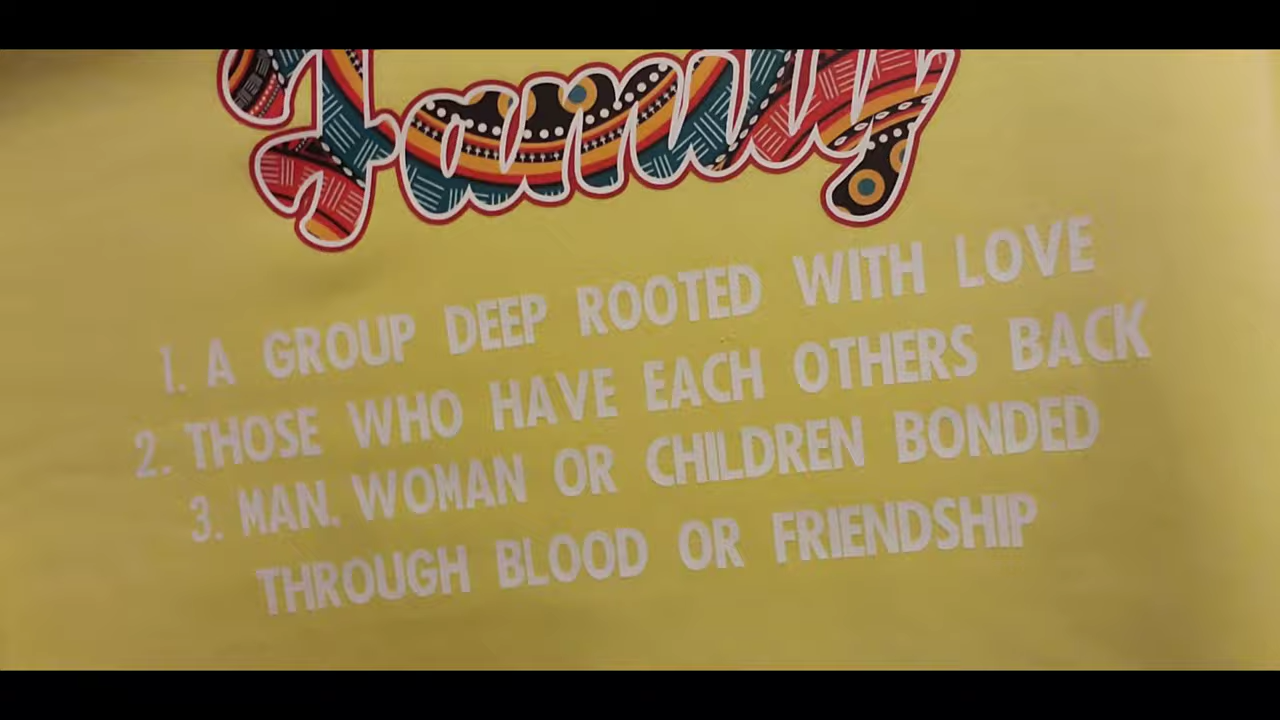 Family
1. A GROUP DEEP ROOTED WITH LOVE
2. THOSE WHO HAVE EACH OTHERS BACK
3. MAN. WOMAN OR CHILDREN BONDED
THROUGH BLOOD OR FRIENDSHIP